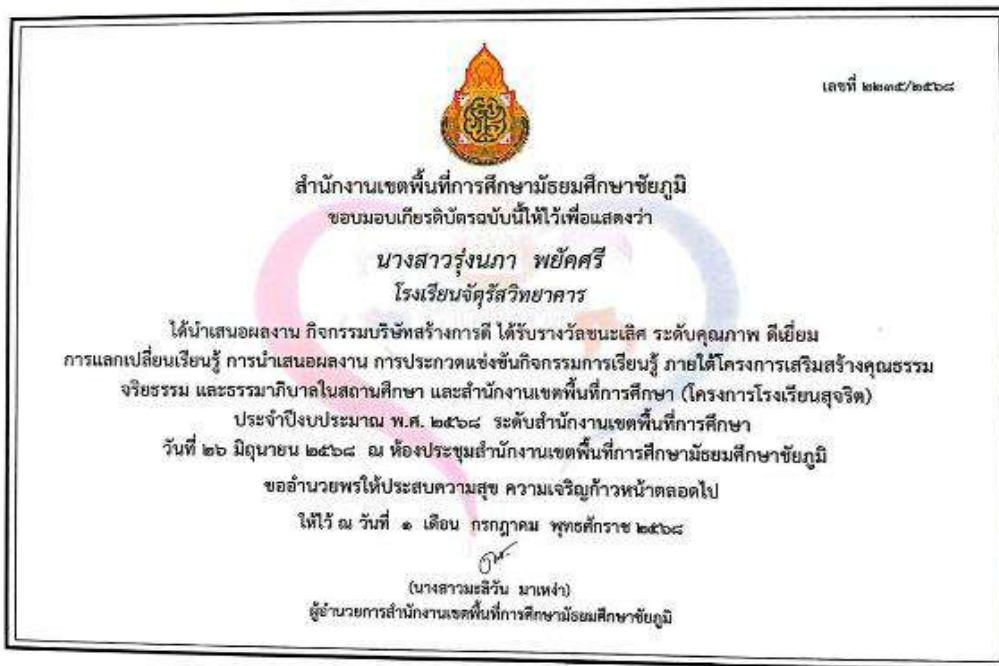 เลขที่ ๒๒๓๕/๒๕๖๘
สำนักงานเขตพื้นที่การศึกษามัธยมศึกษาชัยภูมิ
ขอมอบเกียรติบัตรฉบับนี้ให้ไว้เพื่อแสดงว่า
นางสาวรุ่งนภา พยัคศรี
โรงเรียนจัตุรัสวิทยาคาร
ได้นำเสนอผลงาน กิจกรรมบริษัทสร้างการดี ได้รับรางวัลชนะเลิศ ระดับคุณภาพ ดีเยี่ยม
การแลกเปลี่ยนเรียนรู้ การนำเสนอผลงาน การประกวดแข่งขันกิจกรรมการเรียนรู้ ภายใต้โครงการเสริมสร้างคุณธรรม
จริยธรรม และธรรมาภิบาลในสถานศึกษา และสำนักงานเขตพื้นที่การศึกษา (โครงการโรงเรียนสุจริต)
ประจำปีงบประมาณ พ.ศ. ๒๕๖๘ ระดับสำนักงานเขตพื้นที่การศึกษา
วันที่ ๒๖ มิถุนายน ๒๕๖๘ ณ ห้องประชุมสำนักงานเขตพื้นที่การศึกษามัธยมศึกษาชัยภูมิ
ขออำนวยพรให้ประสบความสุข ความเจริญก้าวหน้าตลอดไป
ให้ไว้ ณ วันที่ ๑ เดือน กรกฎาคม พุทธศักราช ๒๕๖๘
(นางสาวมะลิวัน มาเหง่า)
ผู้อำนวยการสำนักงานเขตพื้นที่การศึกษามัธยมศึกษาชัยภูมิ